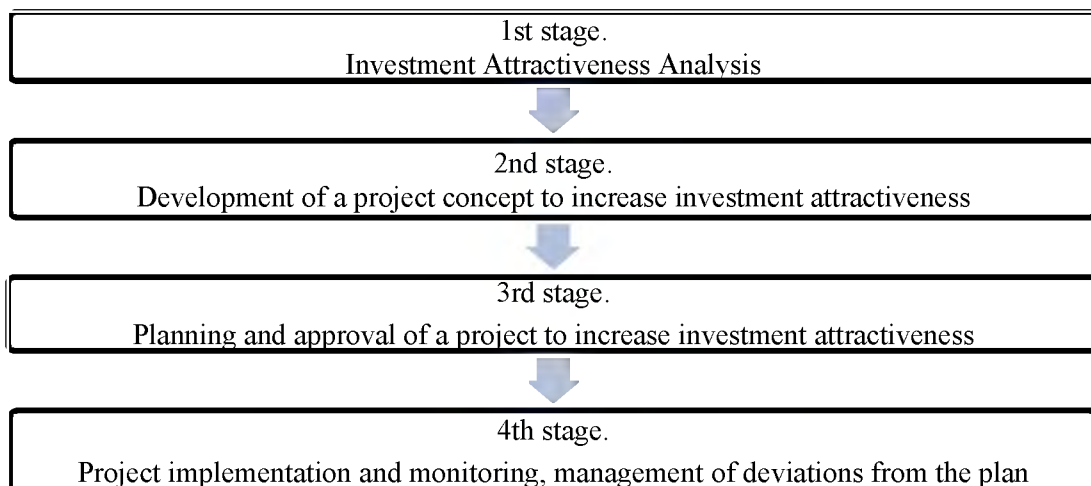 1st stage.
Investment Attractiveness Analysis
2nd stage.
Development of a project concept to increase investment attractiveness
3rd stage.
Planning and approval of a project to increase investment attractiveness
4th stage.
Project implementation and monitoring, management of deviations from the plan